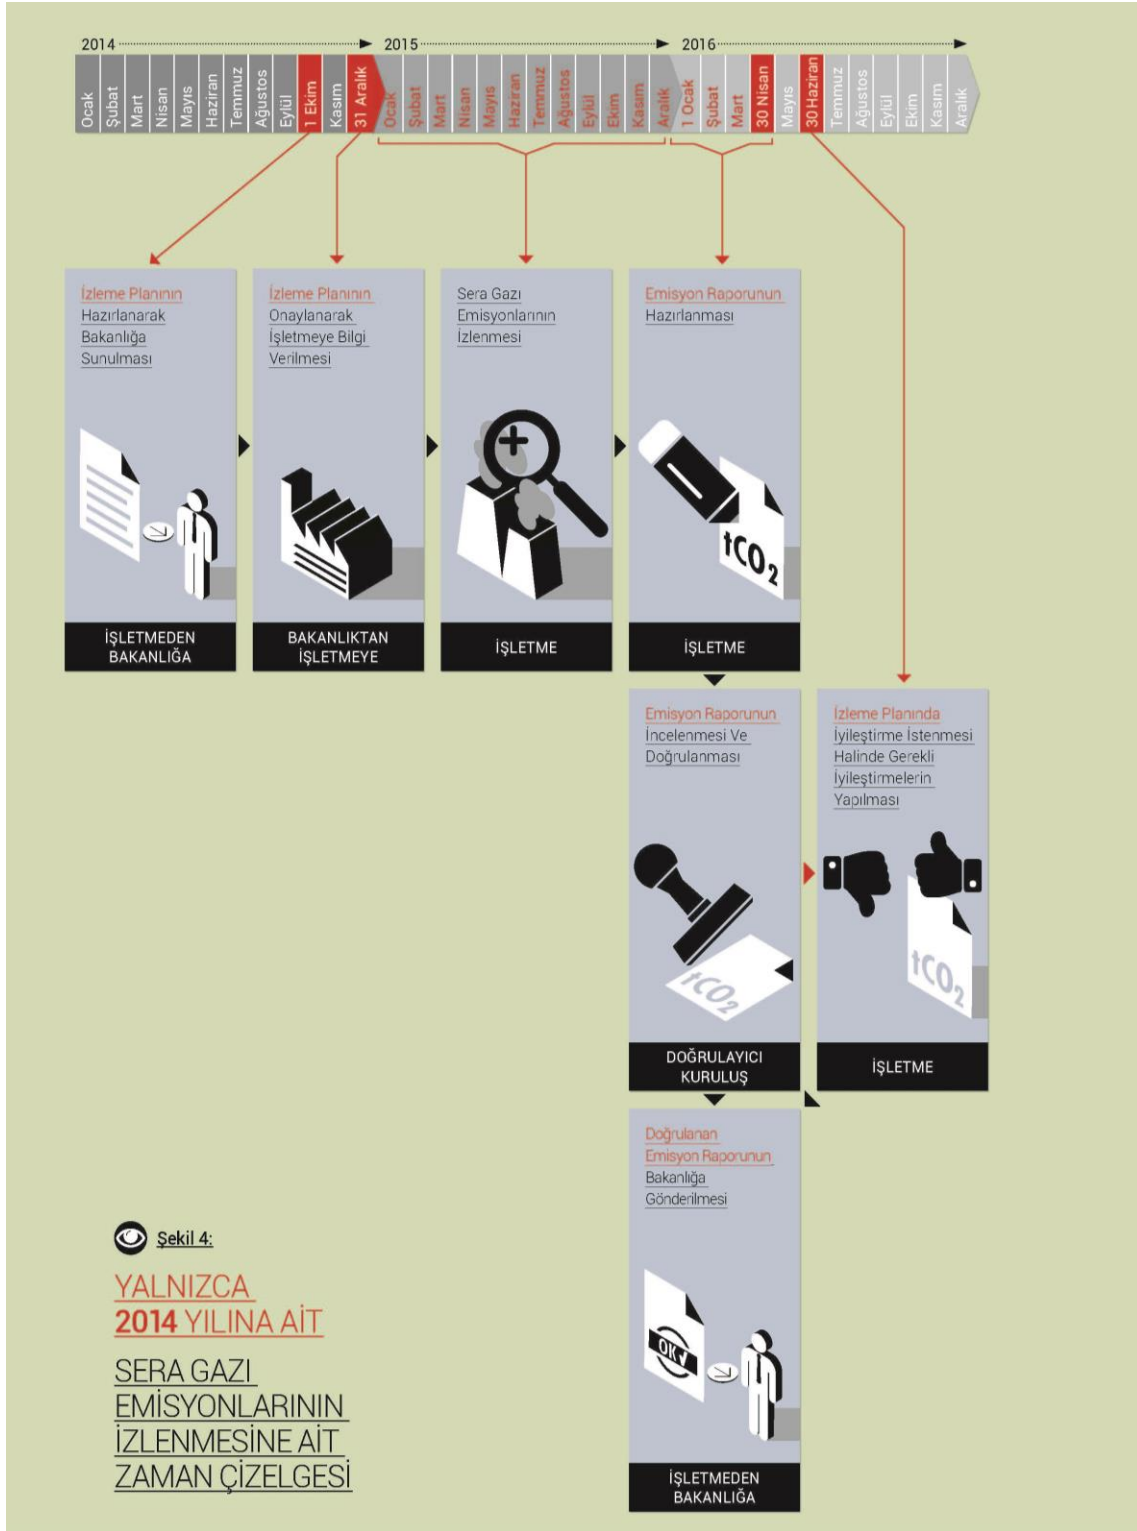 2014
2015
2016
Ocak
Şubat
Mart
Nisan
Mayıs
Haziran
Temmuz
Ağustos
Eylül
1 Ekim
Kasım
31 Aralık
Ocak
Şubat
Mart
Nisan
Mayıs
Haziran
Temmuz
Ağustos
Eylül
Ekim
Kasım
Aralık
1 Ocak
Şubat
Mart
30 Nisan
Mayıs
30 Haziran
Temmuz
Ağustos
Eylül
Ekim
Kasım
Aralık
İzleme Planının
Hazırlanarak
Bakanlığa
Sunulması
İŞLETMEDEN
BAKANLIĞA
İzleme Planının
Onaylanarak
İşletmeye Bilgi
Verilmesi
BAKANLIKTAN
İŞLETMEYE
Sera Gazı
Emisyonlarının
İzlenmesi
İŞLETME
Emisyon Raporunun
Hazırlanması
tCO2
İŞLETME
Emisyon Raporunun
İncelenmesi Ve
Doğrulanması
tCO2
DOĞRULAYICI
KURULUŞ
İzleme Planında
İyileştirme İstenmesi
Halinde Gerekli
İyileştirmelerin
Yapılması
tCO2
İŞLETME
Doğrulanan
Emisyon Raporunun
Bakanlığa
Gönderilmesi
OK
İŞLETMEDEN
BAKANLIĞA
Şekil 4:
YALNIZCA
2014 YILINA AİT
SERA GAZI
EMİSYONLARININ
İZLENMESİNE AİT
ZAMAN ÇİZELGESİ